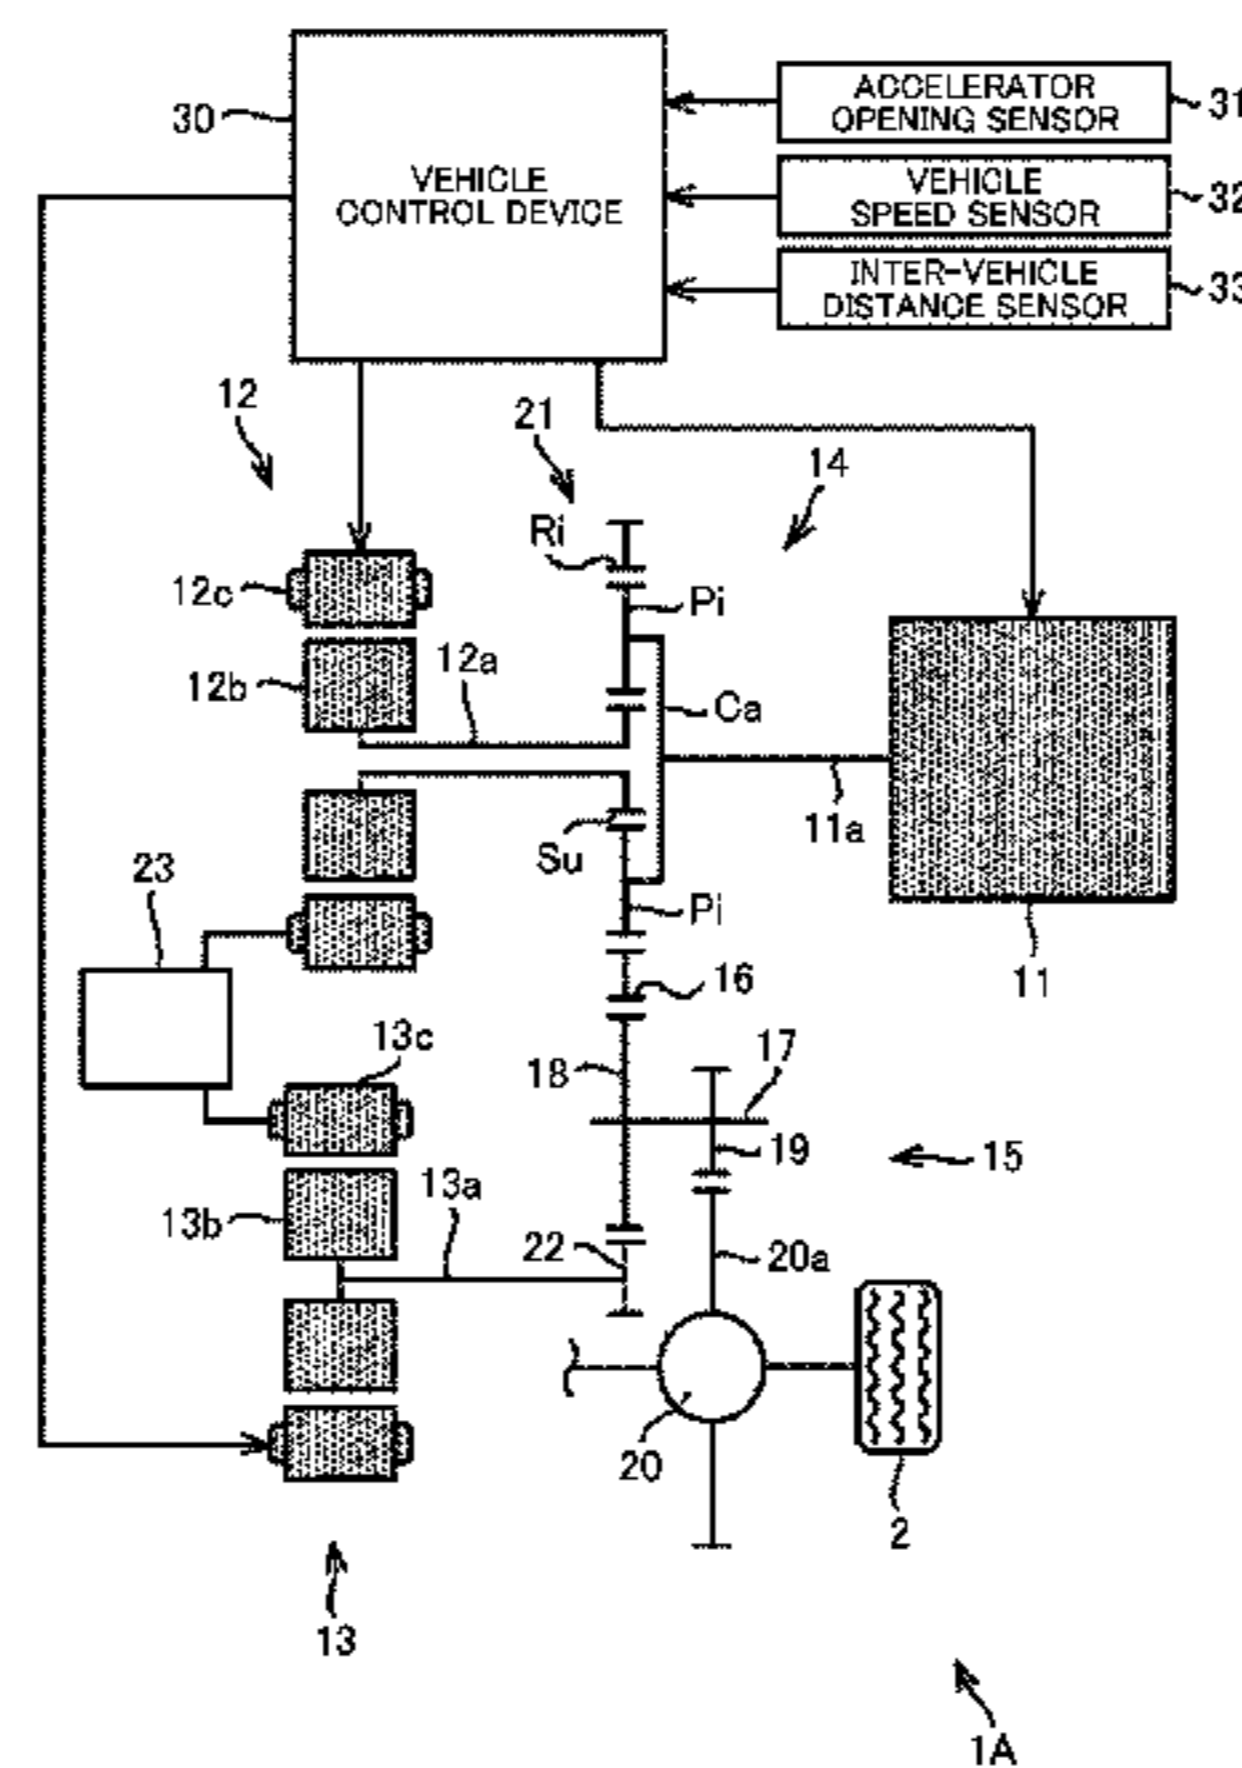 30
VEHICLE
CONTROL DEVICE
ACCELERATOR
OPENING SENSOR
31
VEHICLE
SPEED SENSOR
32
INTER-VEHICLE
DISTANCE SENSOR
33
12
21
14
Ri
12c
Pi
12a
12b
Ca
11a
Su
23
Pi
11
16
13c
17
18
19
15
13a
13b
22
20a
20
2
13
1A